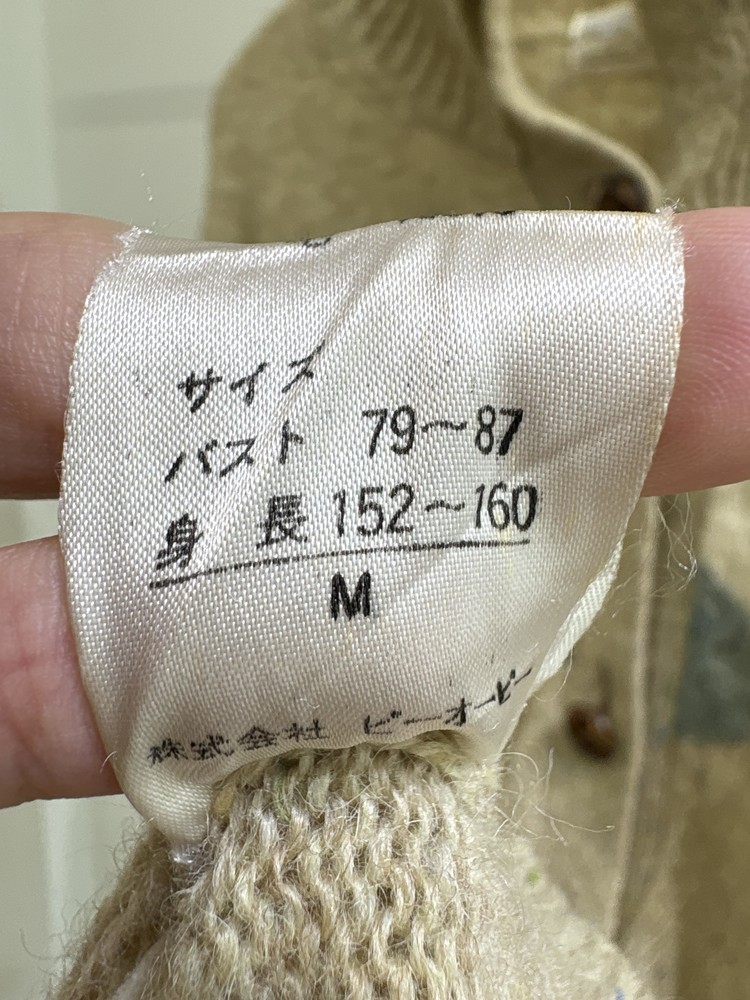 サイズ
バスト 79～87
身 長 152～160
M
株式会社 ビーオービー